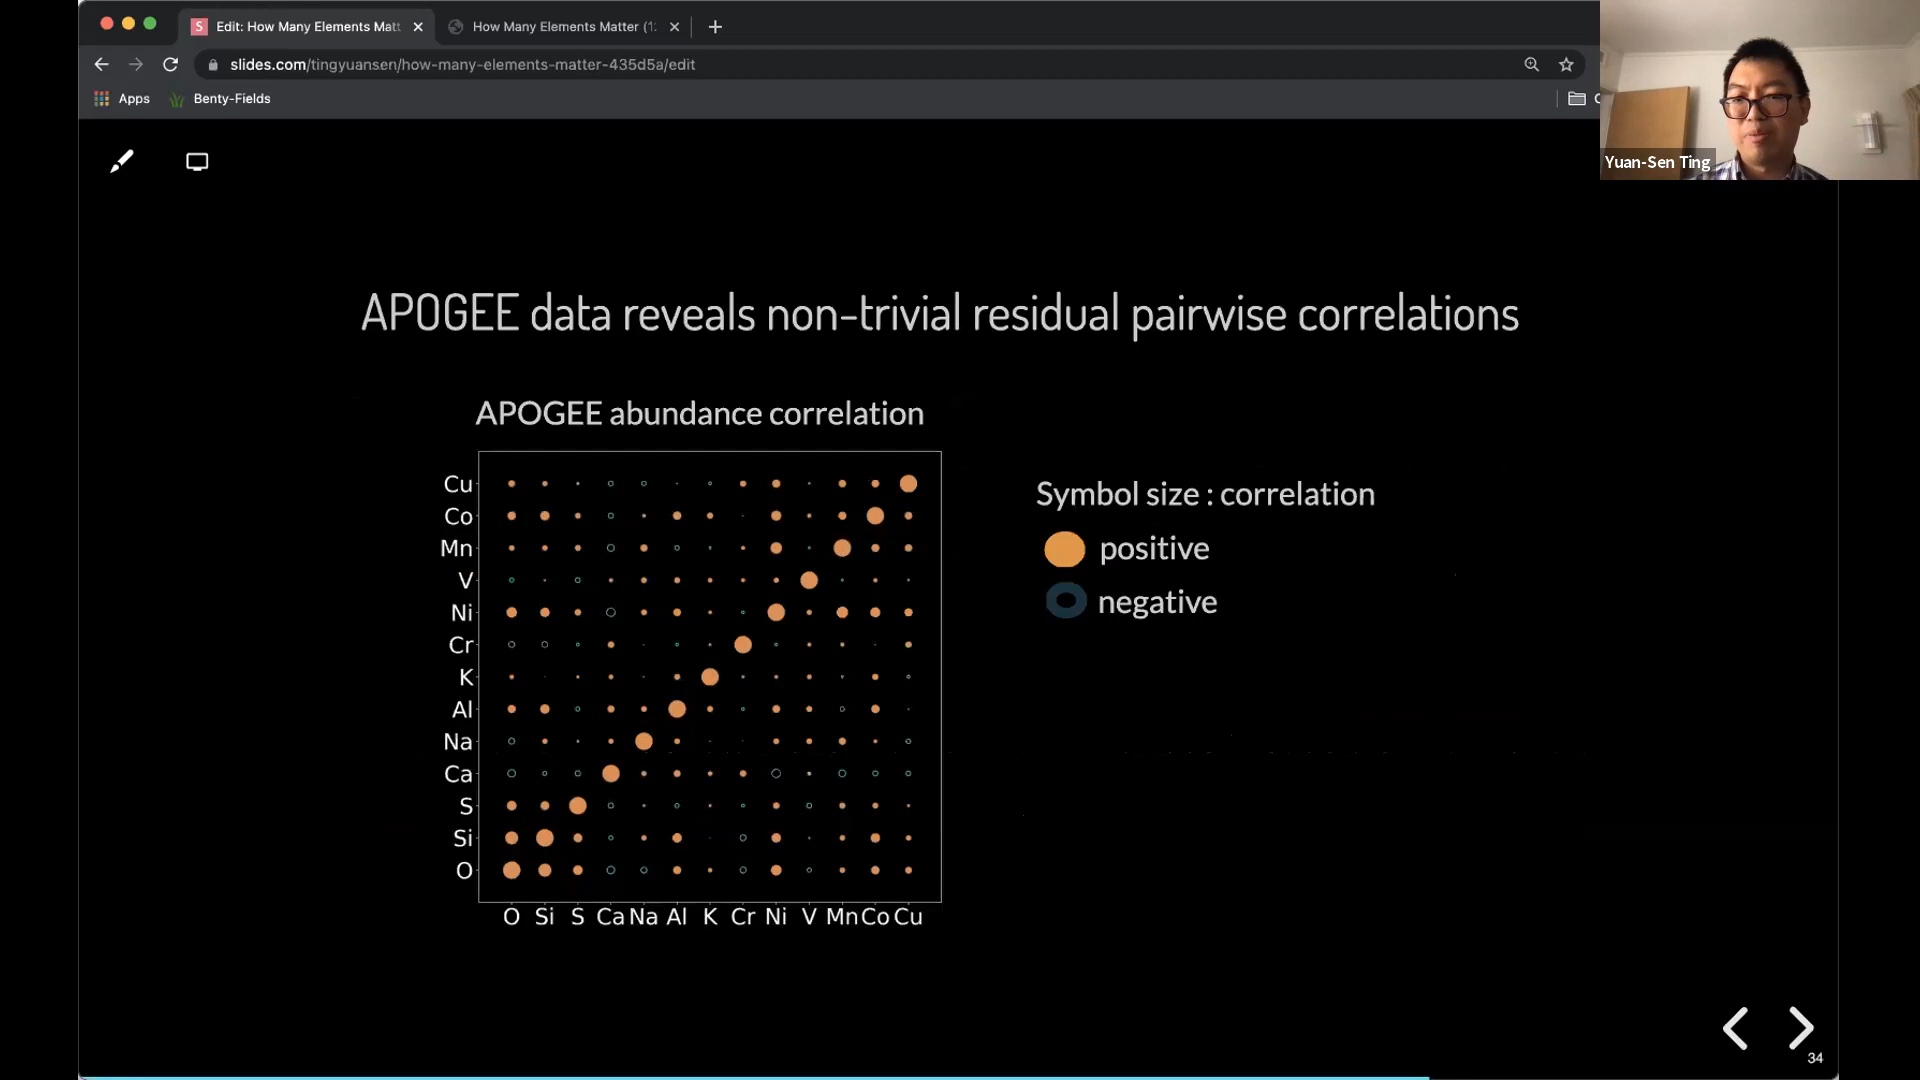 Edit: How Many Elements Matt
How Many Elements Matter (1
slides.com/tingyuansen/how-many-elements-matter-435d5a/edit
Apps
Benty-Fields
Yuan-Sen Ting
APOGEE data reveals non-trivial residual pairwise correlations
APOGEE abundance correlation
Cu
Co
Mn
V
Ni
Cr
K
Al
Na
Ca
S
Si
O
O Si S Ca Na Al K Cr Ni V Mn Co Cu
Symbol size : correlation
positive
negative
34